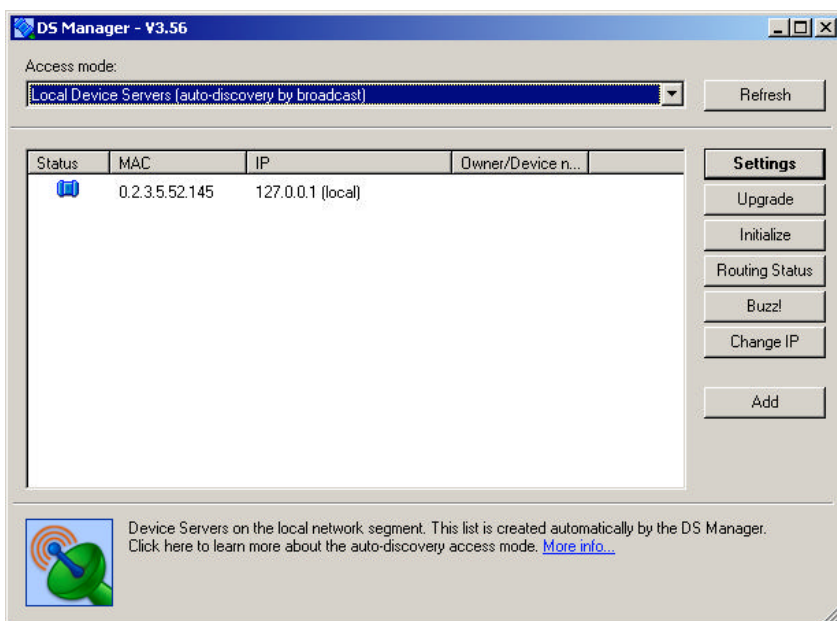 DS Manager - V3.56
Access mode:
Local Device Servers (auto-discovery by broadcast)
Refresh
Status MAC IP Owner/Device n...
0.2.3.5.52.145 127.0.0.1 (local)
Settings
Upgrade
Initialize
Routing Status
Buzz!
Change IP
Add
Device Servers on the local network segment. This list is created automatically by the DS Manager.
Click here to learn more about the auto-discovery access mode. More info...